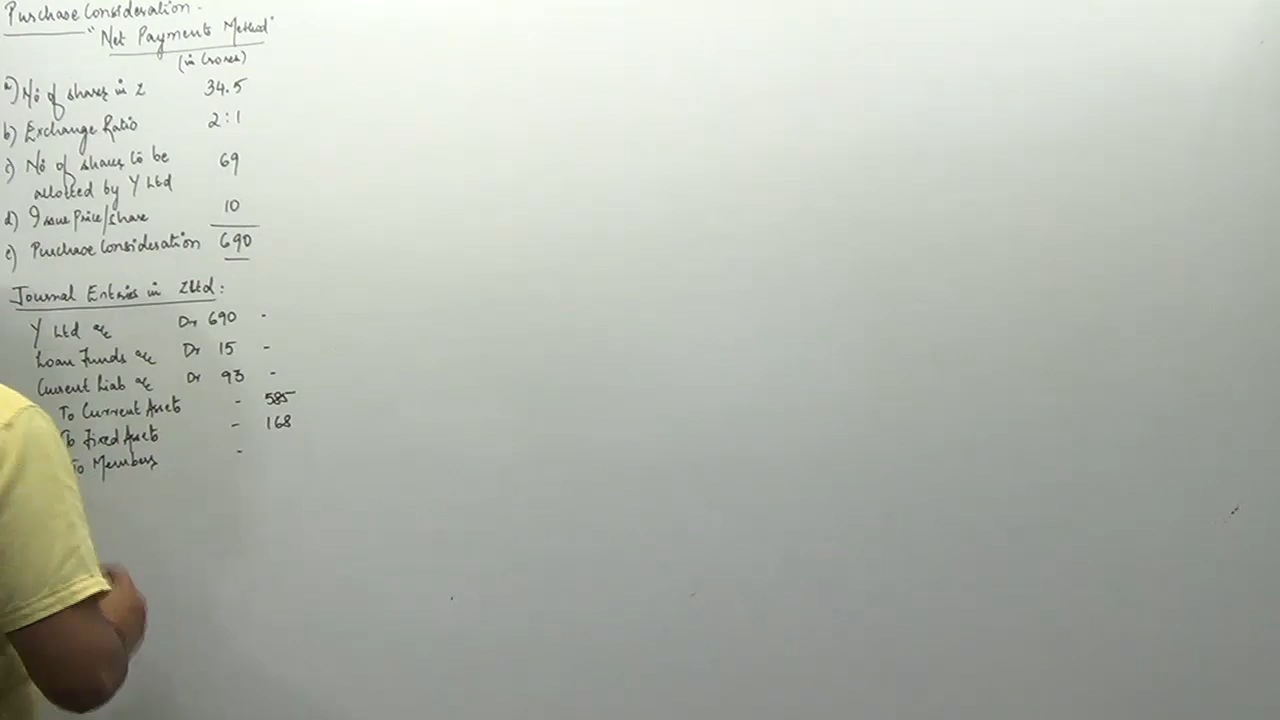 Purchase Consideration -
"Net Payments Method"
(in Crores)
a) No of shares in Z 34.5
b) Exchange Ratio 2:1
c) No of shares to be 69
allotted by Y Ltd
d) Issue Price/share 10
e) Purchase Consideration 690
Journal Entries in ZLtd:
Y Ltd a/c Dr 690 -
Loan Funds a/c Dr 15 -
Current Liab a/c Dr 93 -
To Current Assets - 585
To Fixed Assets - 168
To Members -